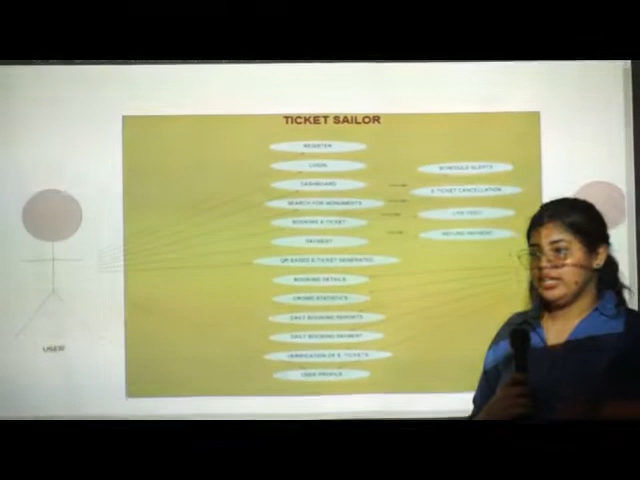 TICKET SAILOR
REGISTER
LOGIN
DASHBOARD
SEARCH FOR MONUMENTS
BOOKING E-TICKET
PAYMENT
QR BASED E-TICKET GENERATED
BOOKING DETAILS
CROWD STATISTICS
DAILY BOOKING REPORTS
DAILY BOOKING PAYMENT
VERIFICATION OF E. TICKETS
USER PROFILE
SCHEDULE ALERTS
E-TICKET CANCELLATION
LIVE FEED
REFUND PAYMENT
USER